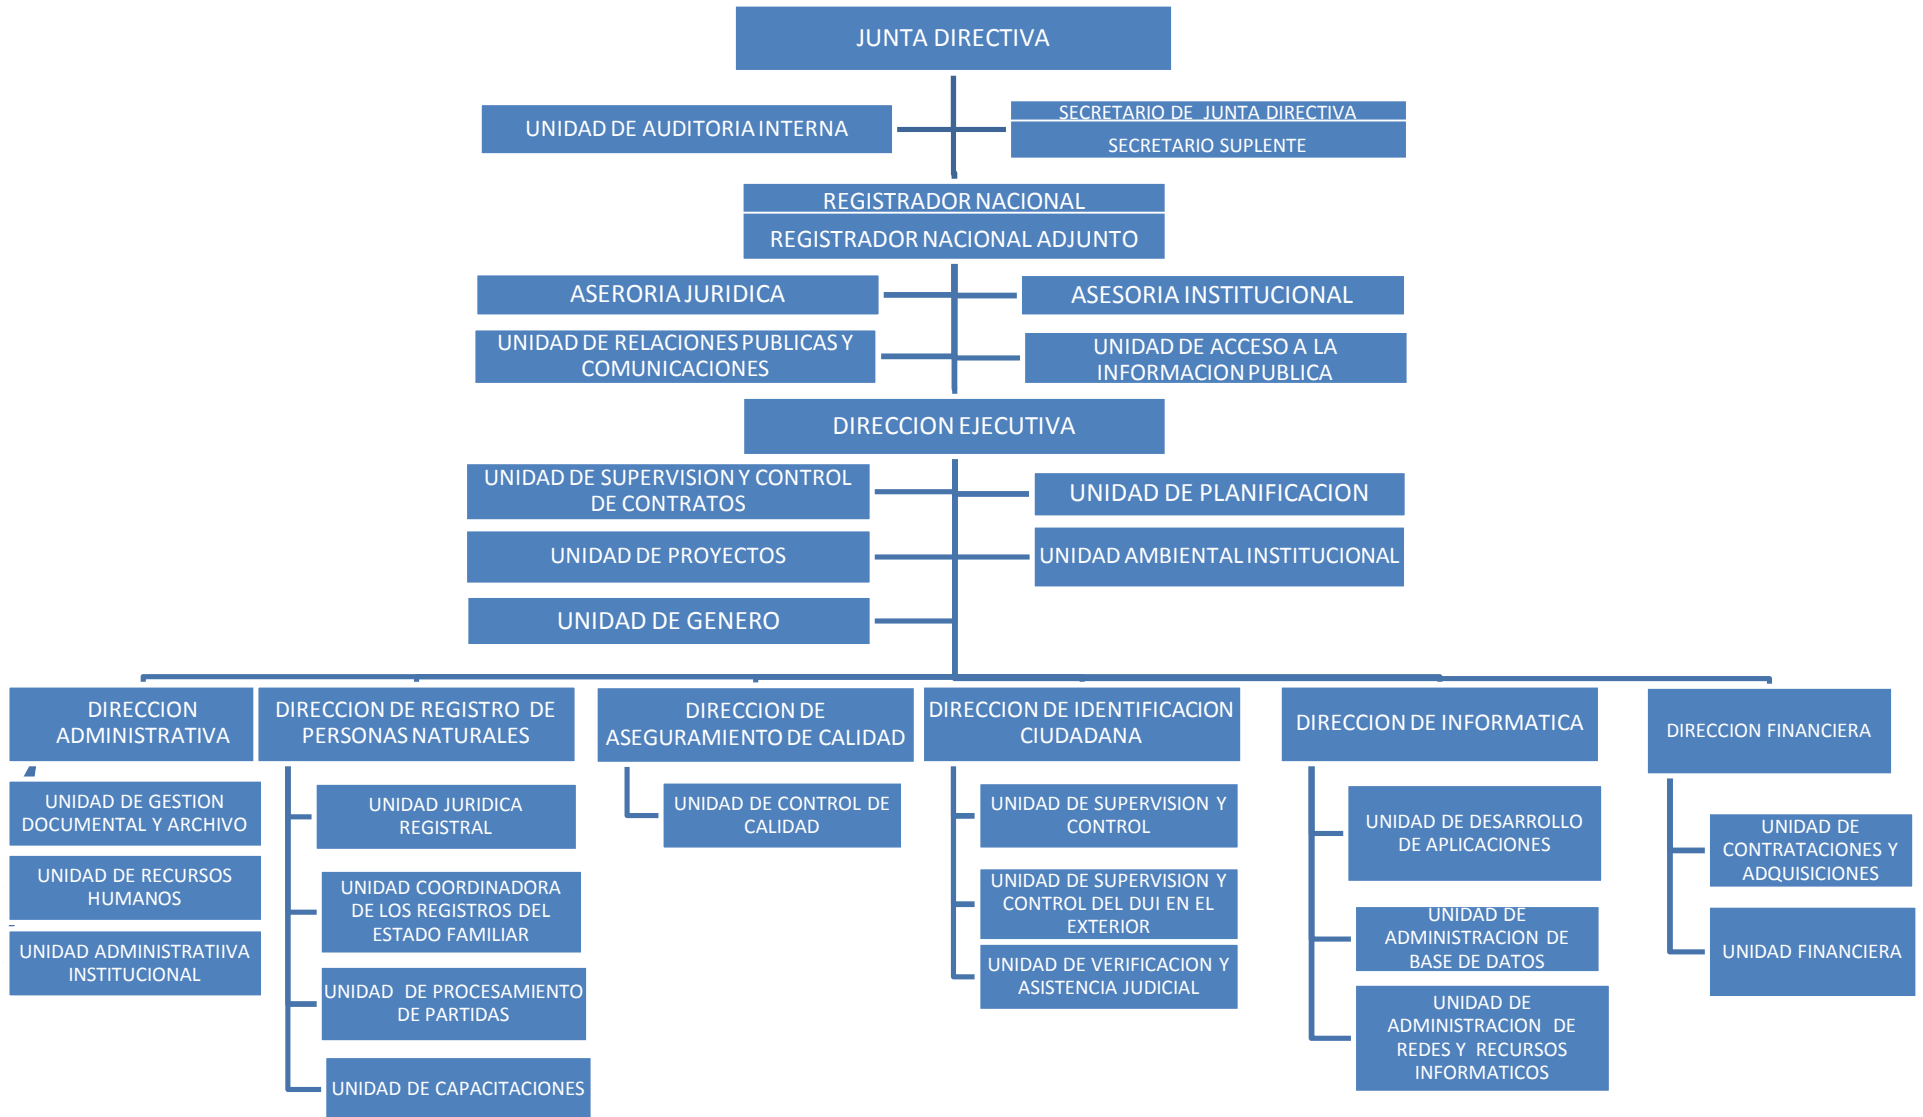 JUNTA DIRECTIVA
UNIDAD DE AUDITORIA INTERNA
SECRETARIO DE JUNTA DIRECTIVA
SECRETARIO SUPLENTE
REGISTRADOR NACIONAL
REGISTRADOR NACIONAL ADJUNTO
ASERORIA JURIDICA
ASESORIA INSTITUCIONAL
UNIDAD DE RELACIONES PUBLICAS Y
COMUNICACIONES
UNIDAD DE ACCESO A LA
INFORMACION PUBLICA
DIRECCION EJECUTIVA
UNIDAD DE SUPERVISION Y CONTROL
DE CONTRATOS
UNIDAD DE PLANIFICACION
UNIDAD DE PROYECTOS
UNIDAD AMBIENTAL INSTITUCIONAL
UNIDAD DE GENERO
DIRECCION
ADMINISTRATIVA
UNIDAD DE GESTION
DOCUMENTAL Y ARCHIVO
UNIDAD DE RECURSOS
HUMANOS
UNIDAD ADMINISTRATIIVA
INSTITUCIONAL
DIRECCION DE REGISTRO DE
PERSONAS NATURALES
UNIDAD JURIDICA
REGISTRAL
UNIDAD COORDINADORA
DE LOS REGISTROS DEL
ESTADO FAMILIAR
UNIDAD DE PROCESAMIENTO
DE PARTIDAS
UNIDAD DE CAPACITACIONES
DIRECCION DE
ASEGURAMIENTO DE CALIDAD
UNIDAD DE CONTROL DE
CALIDAD
DIRECCION DE IDENTIFICACION
CIUDADANA
UNIDAD DE SUPERVISION Y
CONTROL
UNIDAD DE SUPERVISION Y
CONTROL DEL DUI EN EL
EXTERIOR
UNIDAD DE VERIFICACION Y
ASISTENCIA JUDICIAL
DIRECCION DE INFORMATICA
UNIDAD DE DESARROLLO
DE APLICACIONES
UNIDAD DE
ADMINISTRACION DE
BASE DE DATOS
UNIDAD DE
ADMINISTRACION DE
REDES Y RECURSOS
INFORMATICOS
DIRECCION FINANCIERA
UNIDAD DE
CONTRATACIONES Y
ADQUISICIONES
UNIDAD FINANCIERA